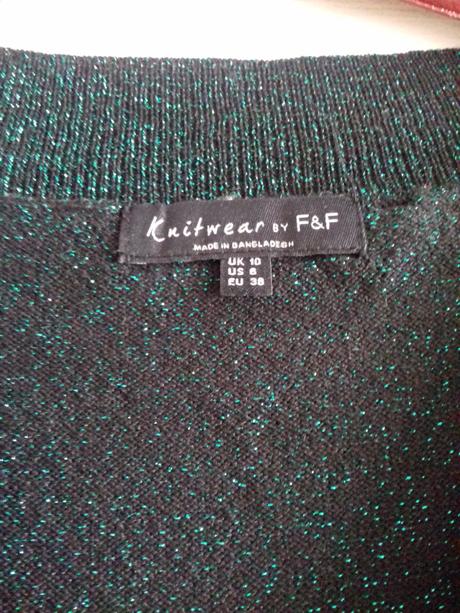 Knitwear BY F&F
MADE IN BANGLADESH
UK 10
US 6
EU 38